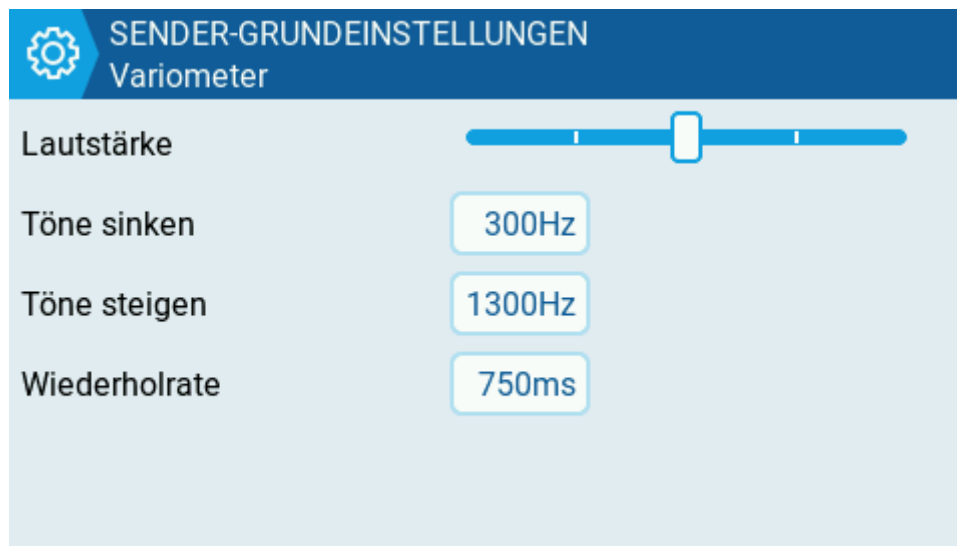 SENDER-GRUNDEINSTELLUNGEN
Variometer
Lautstärke
Töne sinken 300Hz
Töne steigen 1300Hz
Wiederholrate 750ms